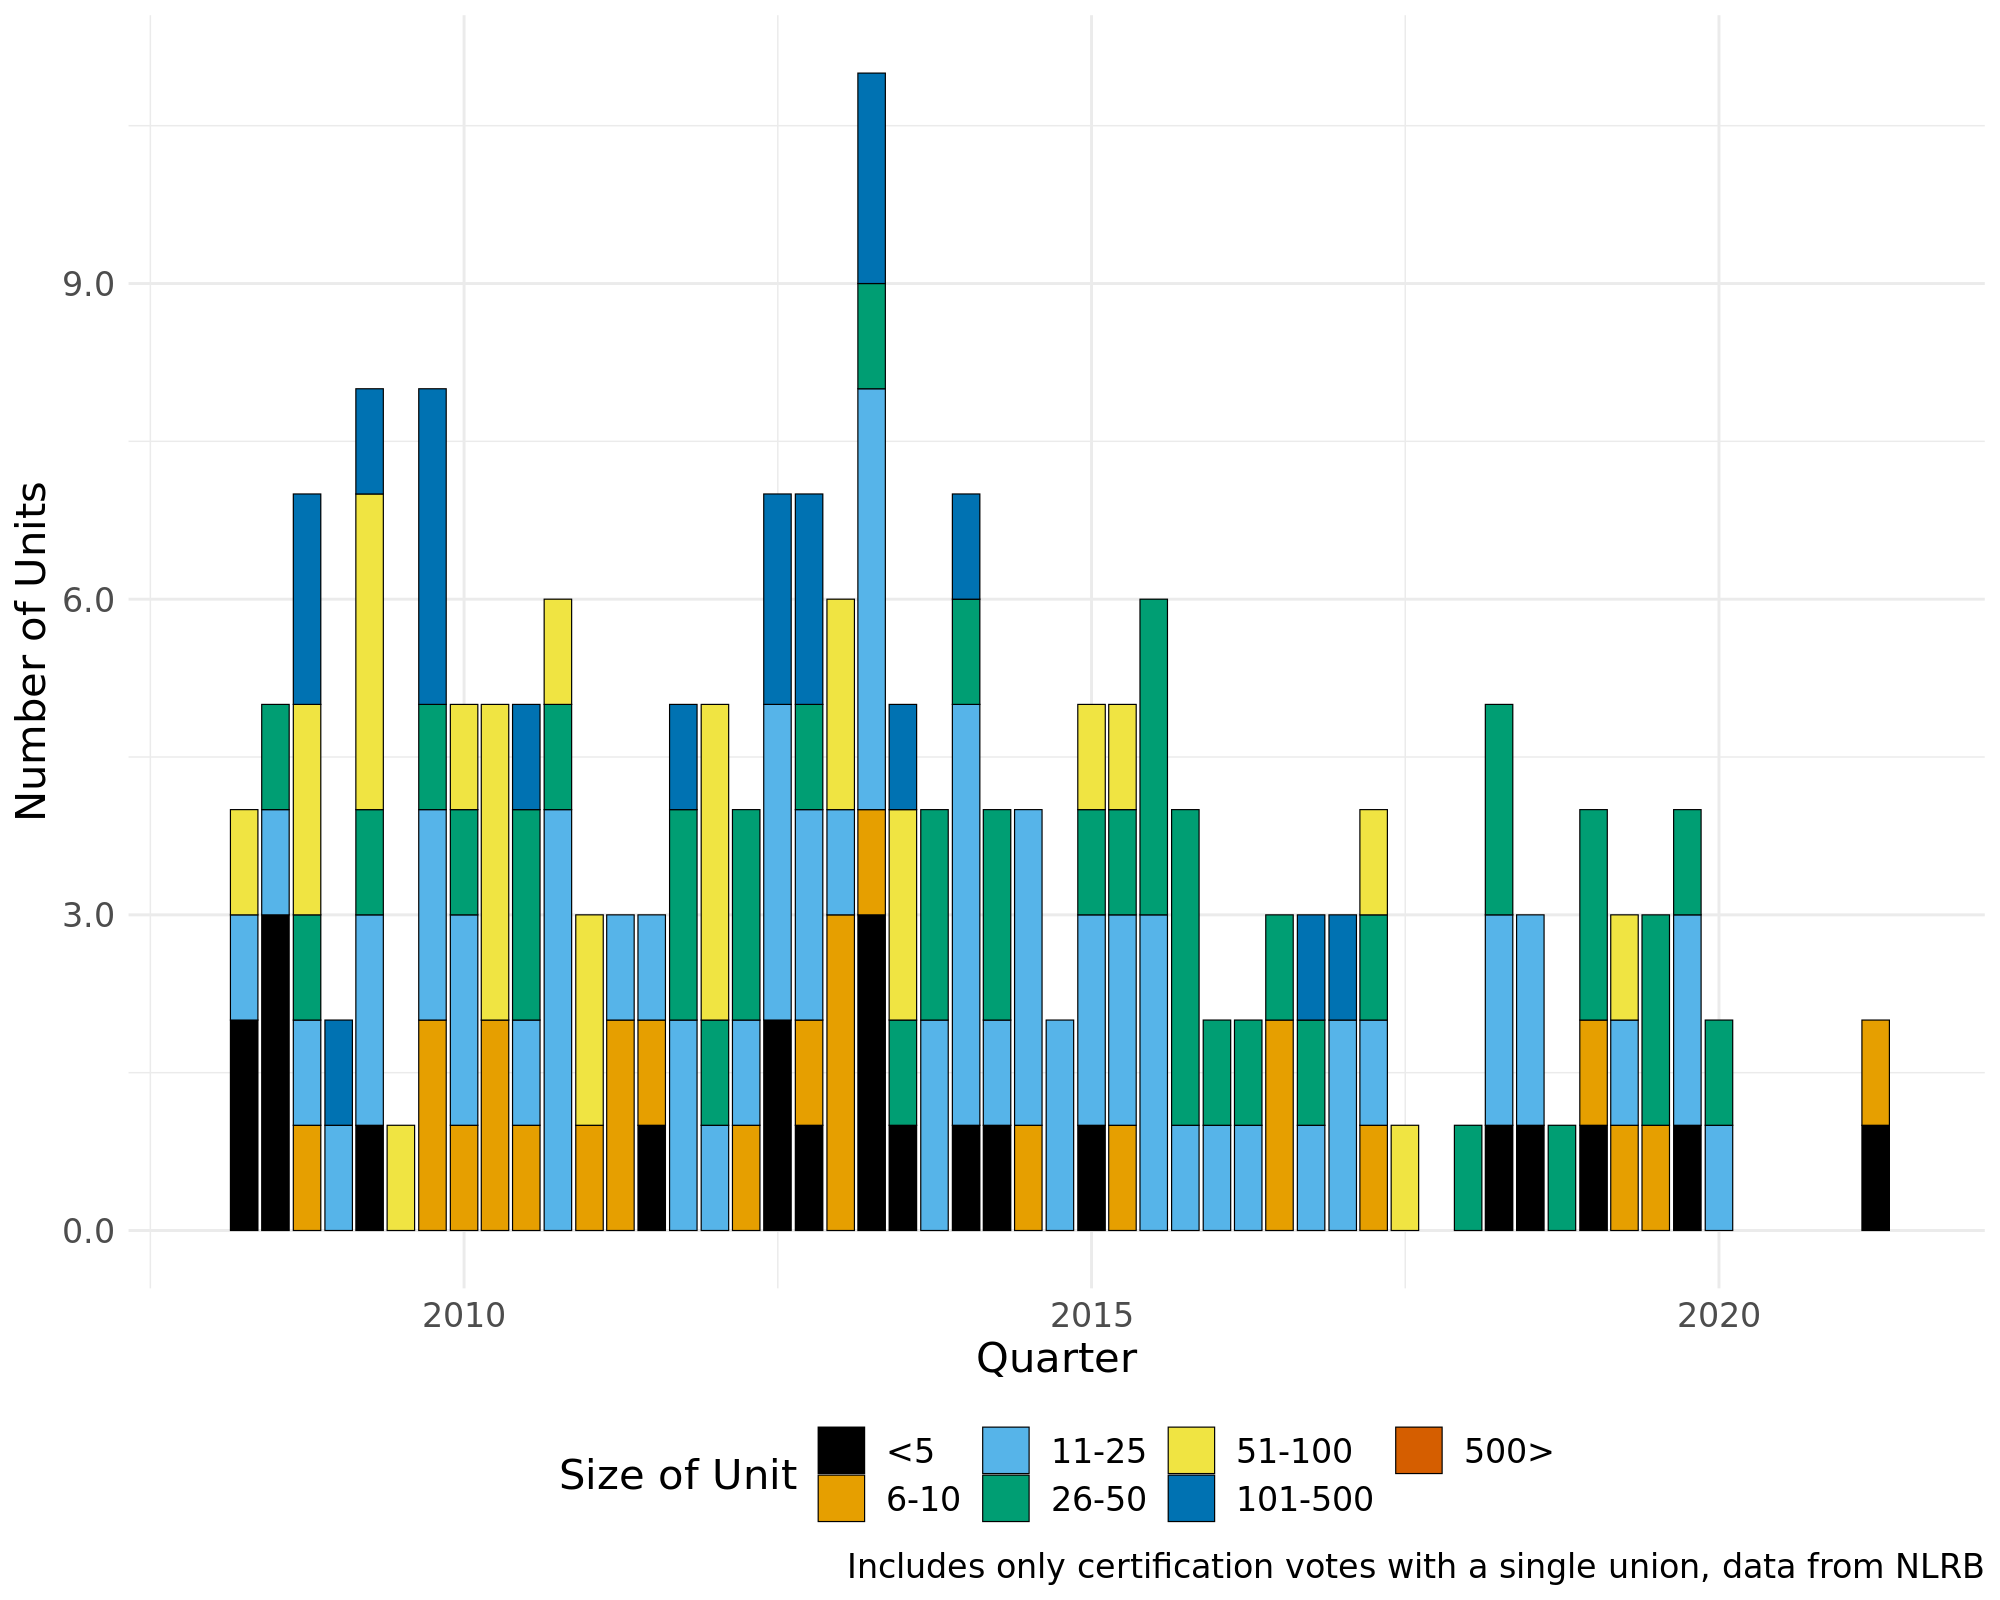 Number of Units
9.0
6.0
3.0
0.0
2010 2015 2020
Quarter
Size of Unit
<5 11-25 51-100 500>
6-10 26-50 101-500
Includes only certification votes with a single union, data from NLRB